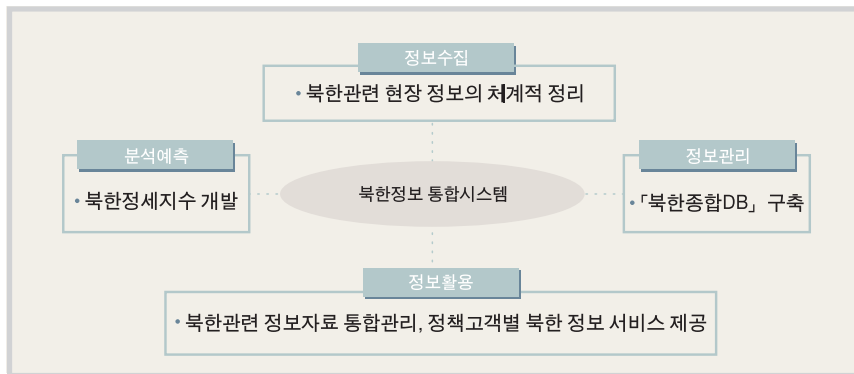 정보수집
• 북한관련 현장 정보의 체계적 정리
분석예측
• 북한정세지수 개발
북한정보 통합시스템
정보관리
• 「북한종합DB」 구축
정보활용
• 북한관련 정보자료 통합관리, 정책고객별 북한 정보 서비스 제공